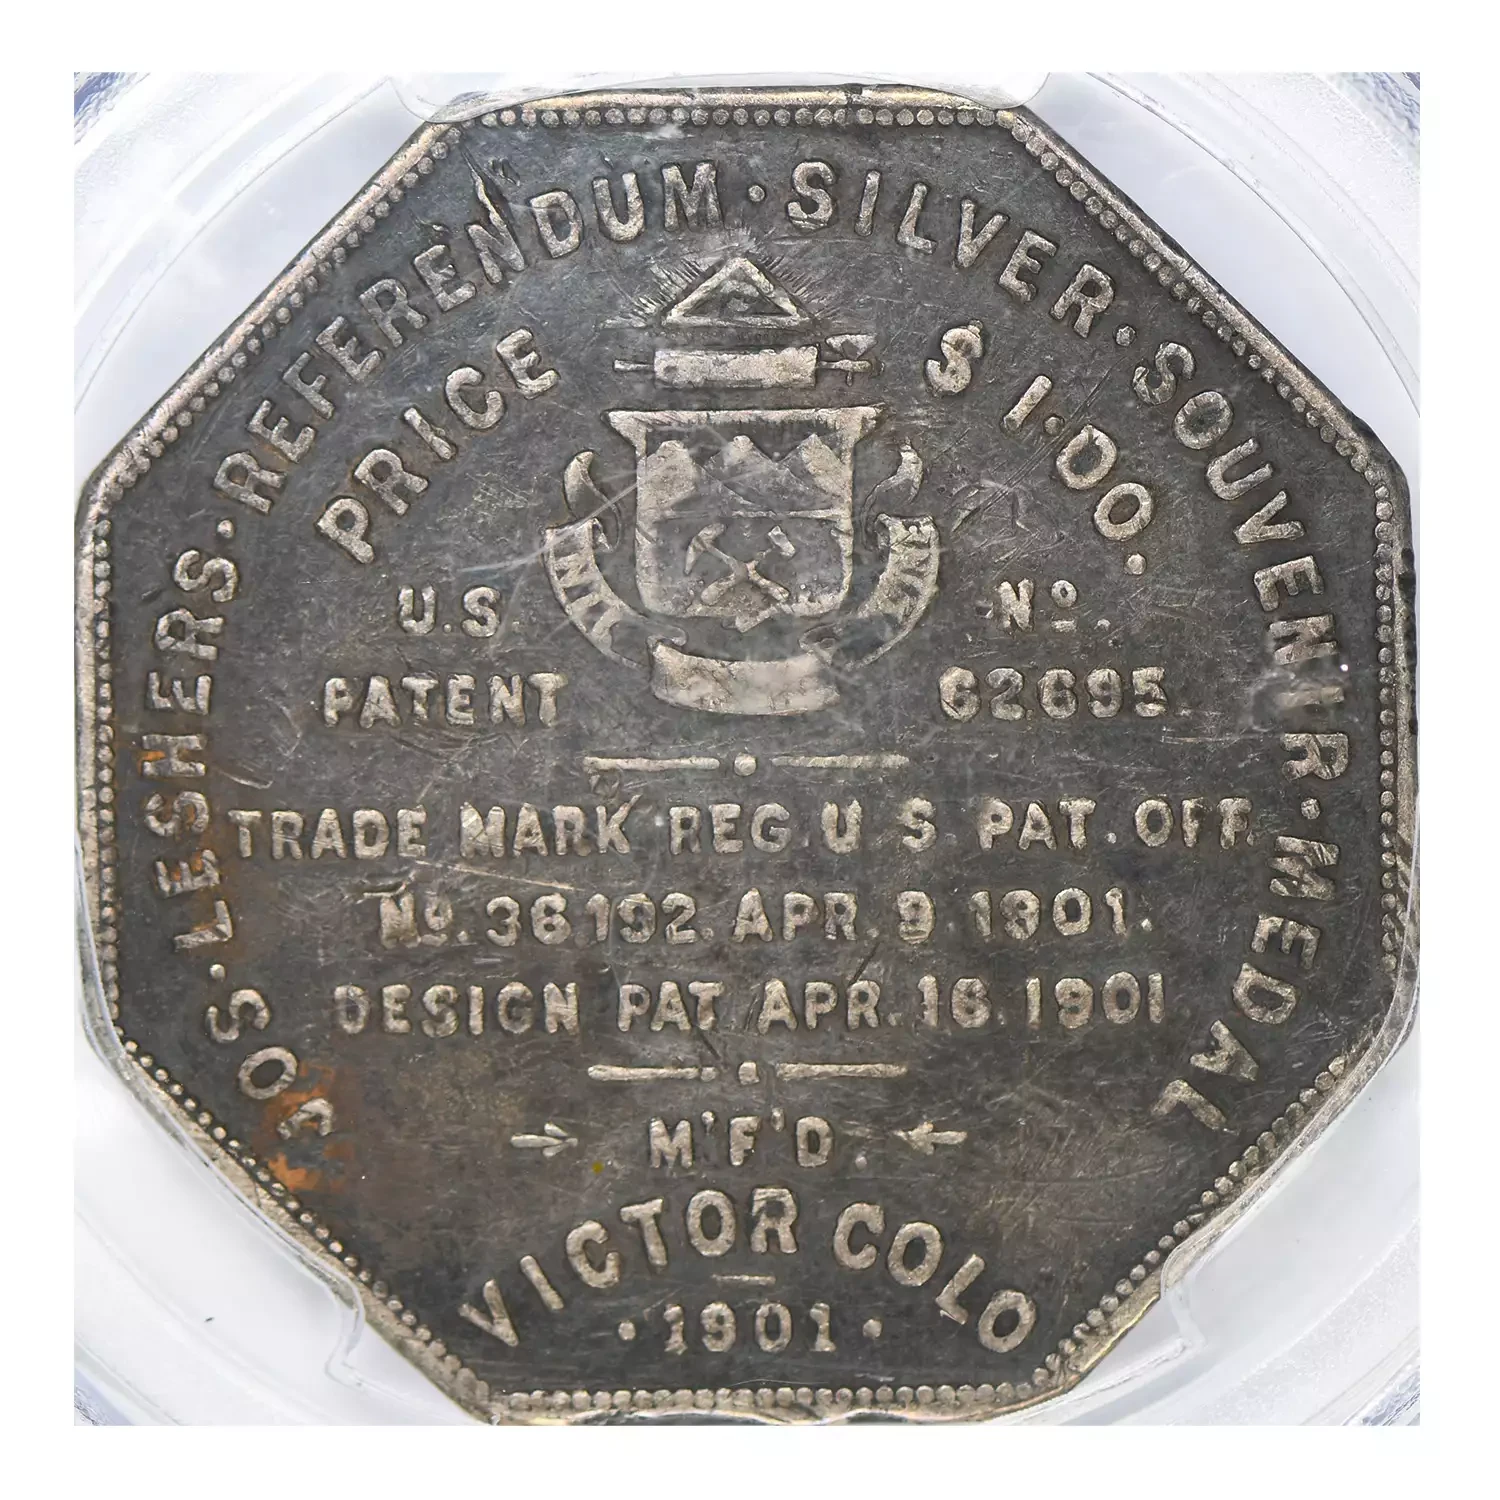 JOS · LESHERS · REFERENDUM · SILVER · SOUVENIR · MEDAL
PRICE $ 1 · DO .
U.S. No.
PATENT 62695
TRADE MARK REG U S PAT. OFF.
No. 36192. APR. 9 1901.
DESIGN PAT APR. 16 1901
M'F'D.
VICTOR COLO
· 1901 ·